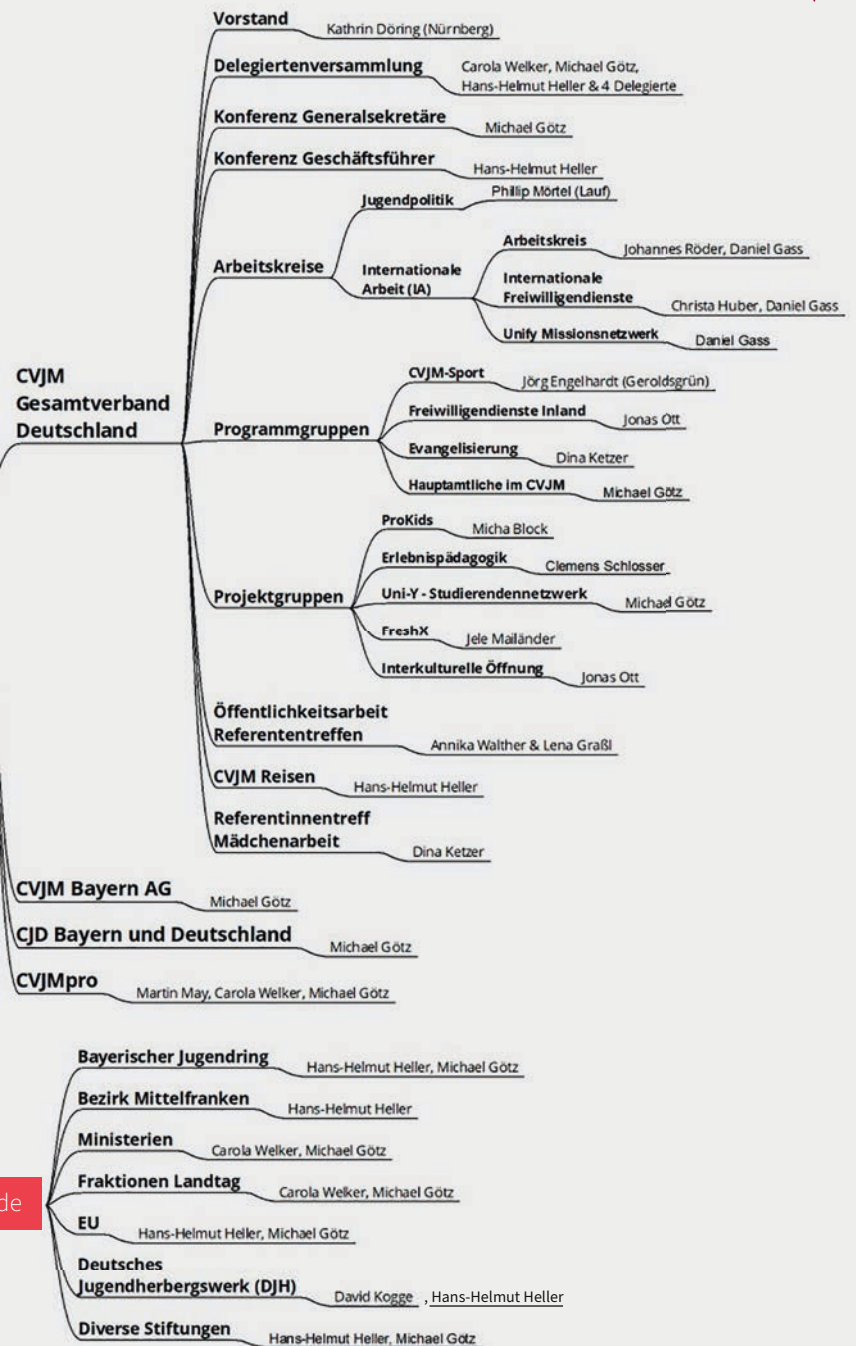 Vorstand
Kathrin Döring (Nürnberg)
Delegiertenversammlung
Carola Welker, Michael Götz,
Hans-Helmut Heller & 4 Delegierte
Konferenz Generalsekretäre
Michael Götz
Konferenz Geschäftsführer
Hans-Helmut Heller
Arbeitskreise
Jugendpolitik
Phillip Mörtel (Lauf)
Internationale
Arbeit (IA)
Arbeitskreis
Johannes Röder, Daniel Gass
Internationale
Freiwilligendienste
Christa Huber, Daniel Gass
Unify Missionsnetzwerk
Daniel Gass
CVJM
Gesamtverband
Deutschland
Programmgruppen
CVJM-Sport
Jörg Engelhardt (Geroldsgrün)
Freiwilligendienste Inland
Jonas Ott
Evangelisierung
Dina Ketzer
Hauptamtliche im CVJM
Michael Götz
Projektgruppen
ProKids
Micha Block
Erlebnispädagogik
Clemens Schlosser
Uni-Y - Studierendennetzwerk
Michael Götz
FreshX
Jele Mailänder
Interkulturelle Öffnung
Jonas Ott
Öffentlichkeitsarbeit
Referententreffen
Annika Walther & Lena Graßl
CVJM Reisen
Hans-Helmut Heller
Referentinnentreff
Mädchenarbeit
Dina Ketzer
CVJM Bayern AG
Michael Götz
CJD Bayern und Deutschland
Michael Götz
CVJMpro
Martin May, Carola Welker, Michael Götz
de
Bayerischer Jugendring
Hans-Helmut Heller, Michael Götz
Bezirk Mittelfranken
Hans-Helmut Heller
Ministerien
Carola Welker, Michael Götz
Fraktionen Landtag
Carola Welker, Michael Götz
EU
Hans-Helmut Heller, Michael Götz
Deutsches
Jugendherbergswerk (DJH)
David Kogge , Hans-Helmut Heller
Diverse Stiftungen
Hans-Helmut Heller, Michael Götz